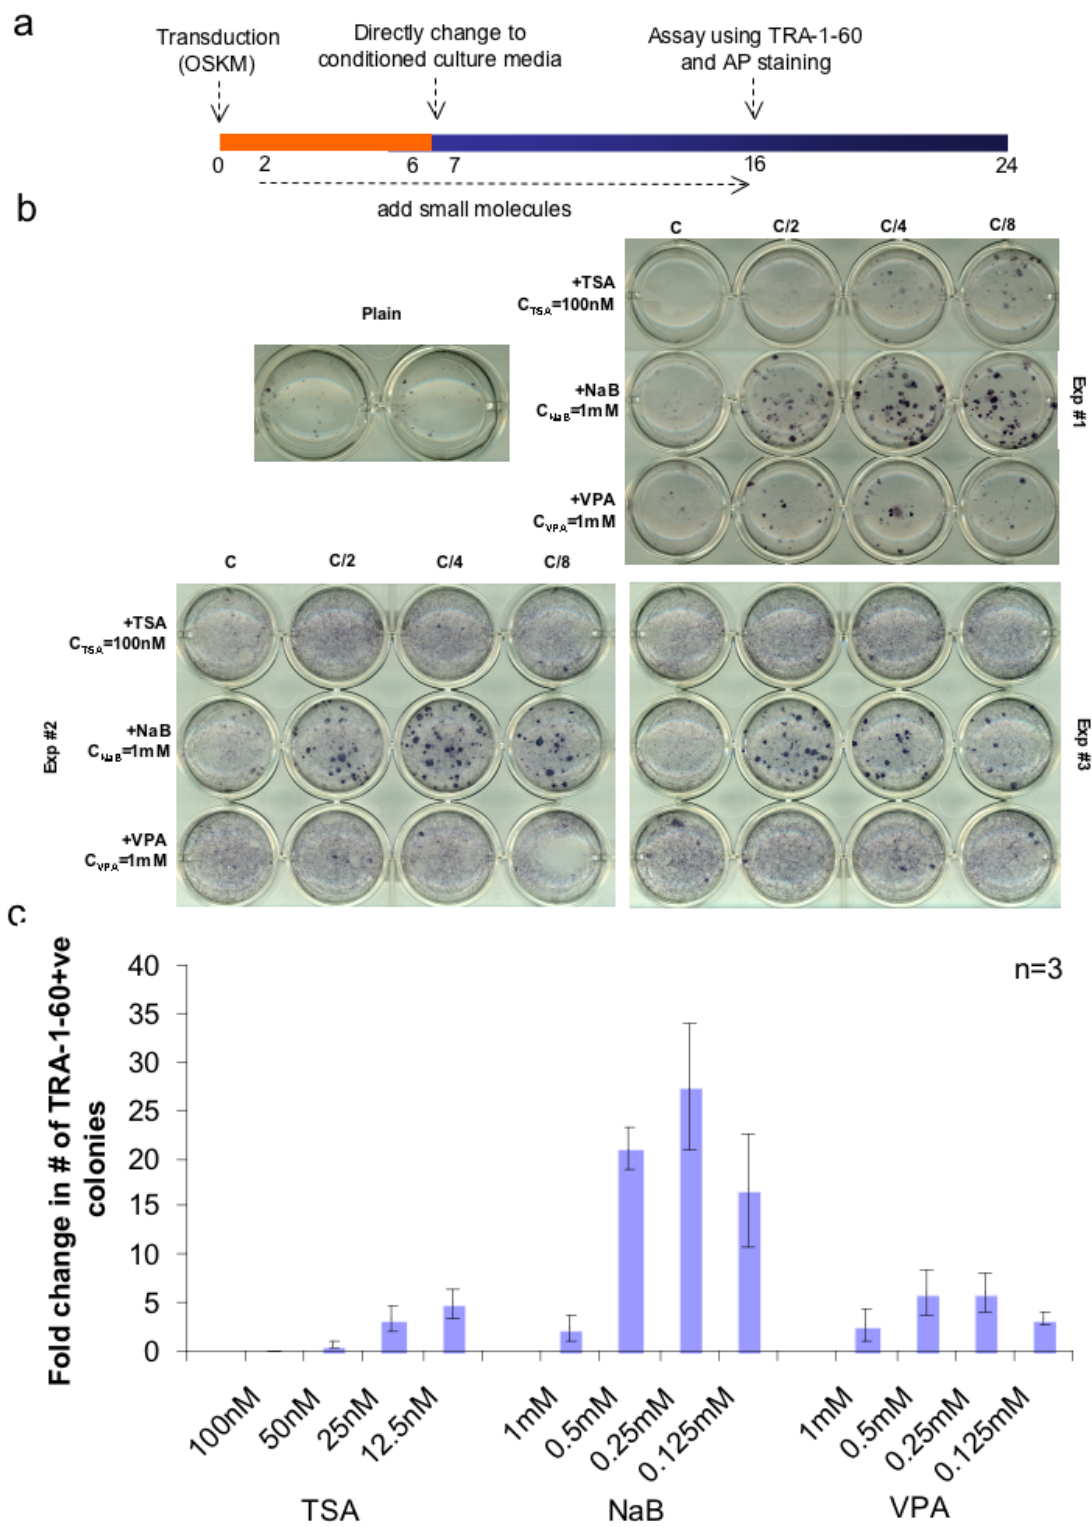 a
Transduction
(OSKM)
Directly change to
conditioned culture media
Assay using TRA-1-60
and AP staining
0 2 6 7 16 24
add small molecules
b
Plain
C C/2 C/4 C/8
+TSA
CTSA=100nM
+NaB
CNaB=1mM
+VPA
CVPA=1mM
Exp #1
C C/2 C/4 C/8
+TSA
CTSA=100nM
+NaB
CNaB=1mM
+VPA
CVPA=1mM
Exp #2
Exp #3
c
Fold change in # of TRA-1-60+ve
colonies
n=3
40
35
30
25
20
15
10
5
0
100nM 50nM 25nM 12.5nM 1mM 0.5mM 0.25mM 0.125mM 1mM 0.5mM 0.25mM 0.125mM
TSA NaB VPA